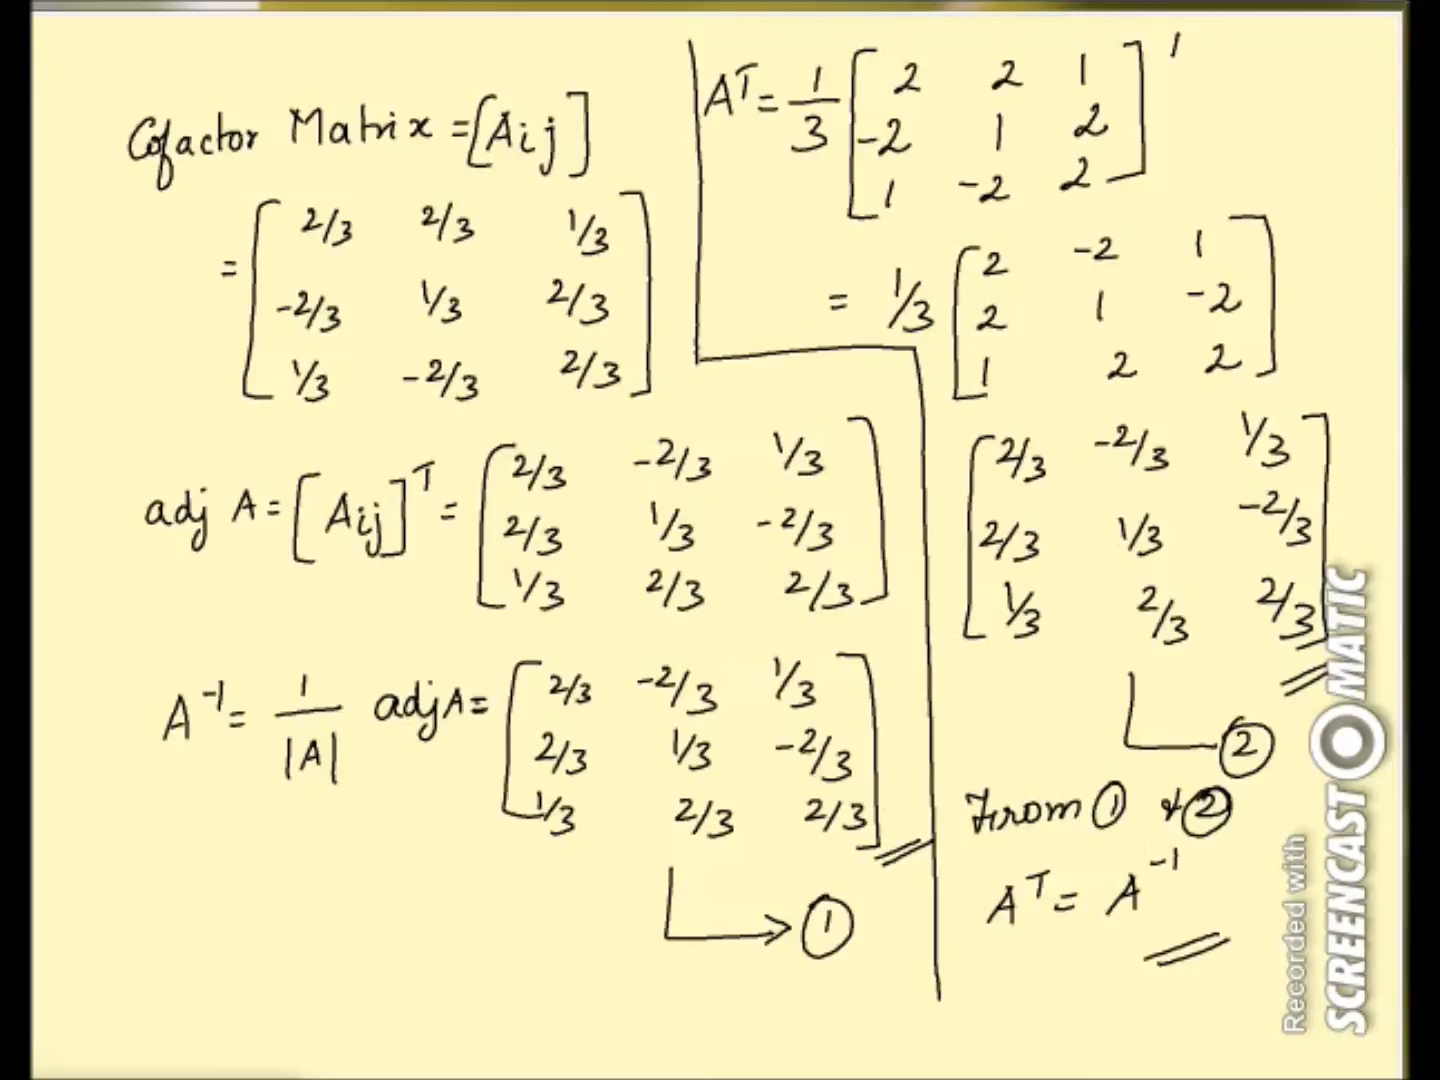 Cofactor Matrix = [Aij]
= [ 2/3 2/3 1/3
-2/3 1/3 2/3
1/3 -2/3 2/3 ]
adj A = [Aij]^T = [ 2/3 -2/3 1/3
2/3 1/3 -2/3
1/3 2/3 2/3 ]
A^-1 = 1/|A| adj A = [ 2/3 -2/3 1/3
2/3 1/3 -2/3
1/3 2/3 2/3 ]
①
A^T = 1/3 [ 2 2 1
-2 1 2
1 -2 2 ]'
= 1/3 [ 2 -2 1
2 1 -2
1 2 2 ]
[ 2/3 -2/3 1/3
2/3 1/3 -2/3
1/3 2/3 2/3 ]
②
From ① & ②
A^T = A^-1
Recorded with
SCREENCAST MATIC